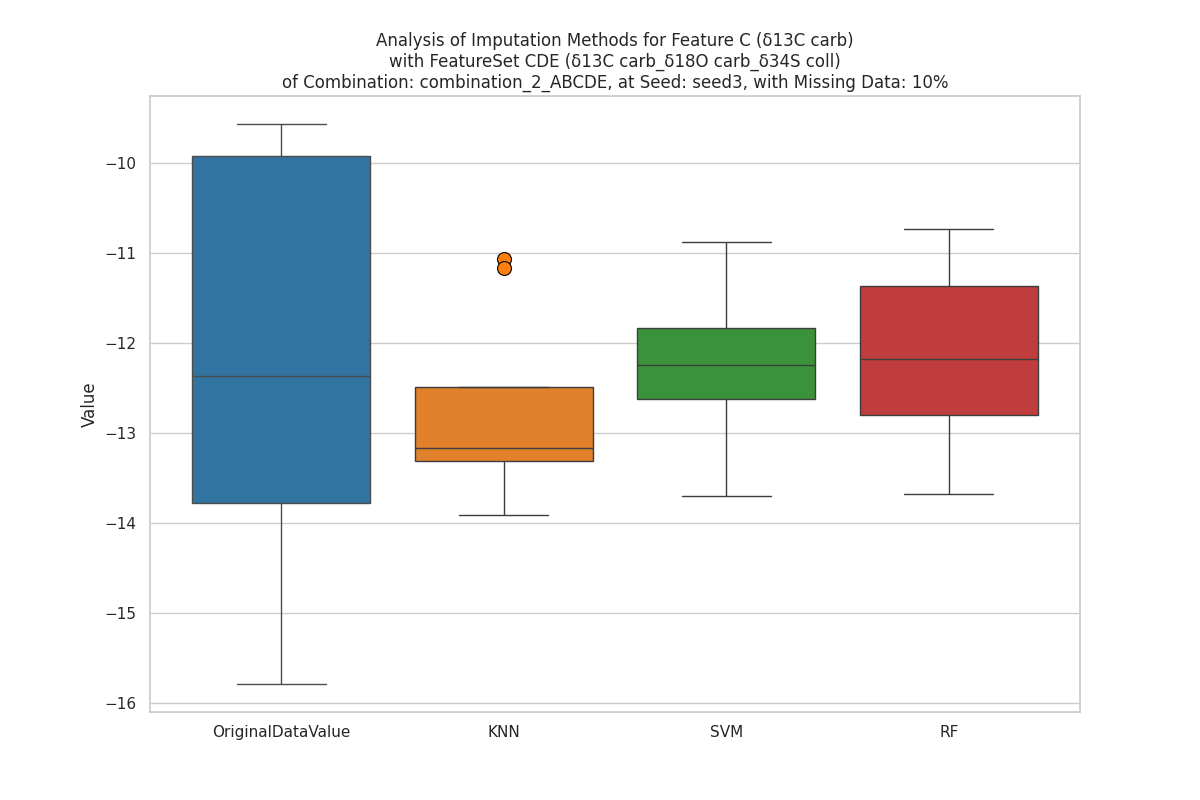 Analysis of Imputation Methods for Feature C (δ13C carb)
with FeatureSet CDE (δ13C carb_δ18O carb_δ34S coll)
of Combination: combination_2_ABCDE, at Seed: seed3, with Missing Data: 10%
Value
−10
−11
−12
−13
−14
−15
−16
OriginalDataValue
KNN
SVM
RF